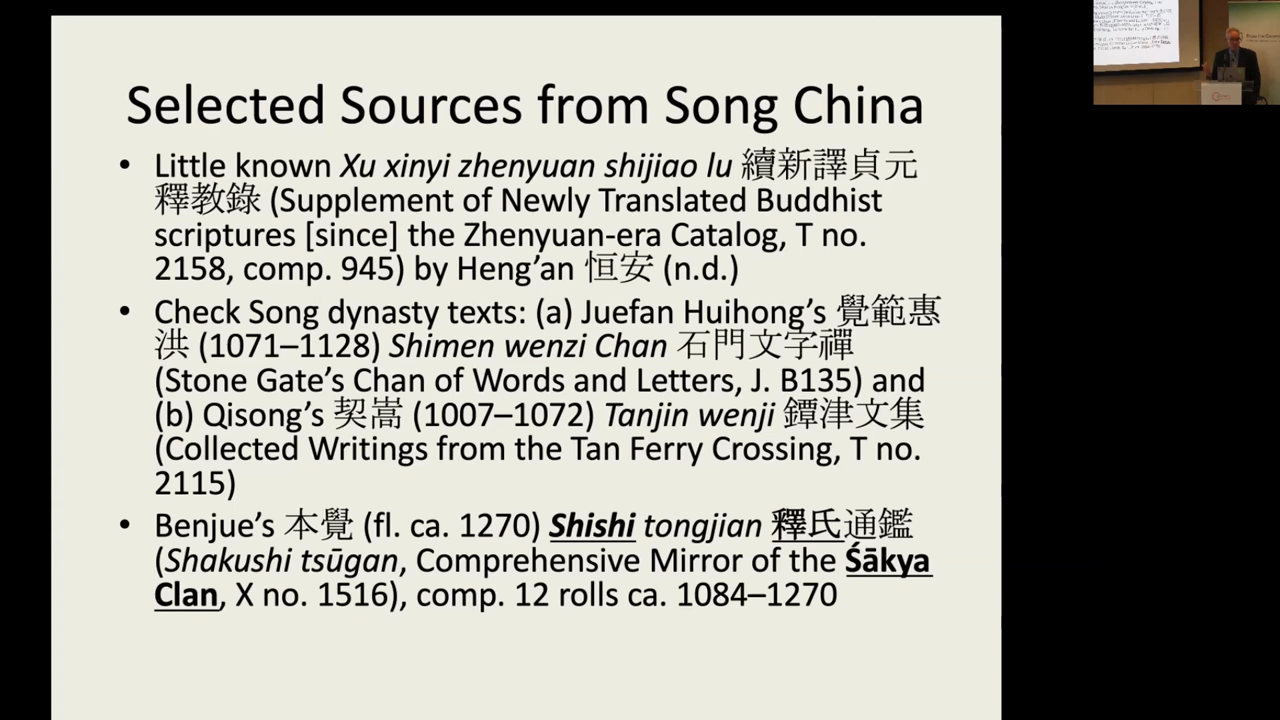 Selected Sources from Song China
• Little known Xu xinyi zhenyuan shijiao lu 續新譯貞元
釋教錄 (Supplement of Newly Translated Buddhist
scriptures [since] the Zhenyuan-era Catalog, T no.
2158, comp. 945) by Heng’an 恒安 (n.d.)
• Check Song dynasty texts: (a) Juefan Huihong’s 覺範惠
洪 (1071–1128) Shimen wenzi Chan 石門文字禪
(Stone Gate’s Chan of Words and Letters, J. B135) and
(b) Qisong’s 契嵩 (1007–1072) Tanjin wenji 鐔津文集
(Collected Writings from the Tan Ferry Crossing, T no.
2115)
• Benjue’s 本覺 (fl. ca. 1270) Shishi tongjian 釋氏通鑑
(Shakushi tsūgan, Comprehensive Mirror of the Śākya
Clan, X no. 1516), comp. 12 rolls ca. 1084–1270